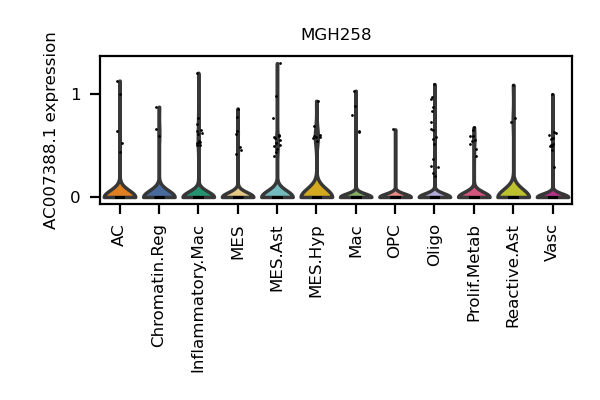 MGH258
AC007388.1 expression
1
0
AC
Chromatin.Reg
Inflammatory.Mac
MES
MES.Ast
MES.Hyp
Mac
OPC
Oligo
Prolif.Metab
Reactive.Ast
Vasc